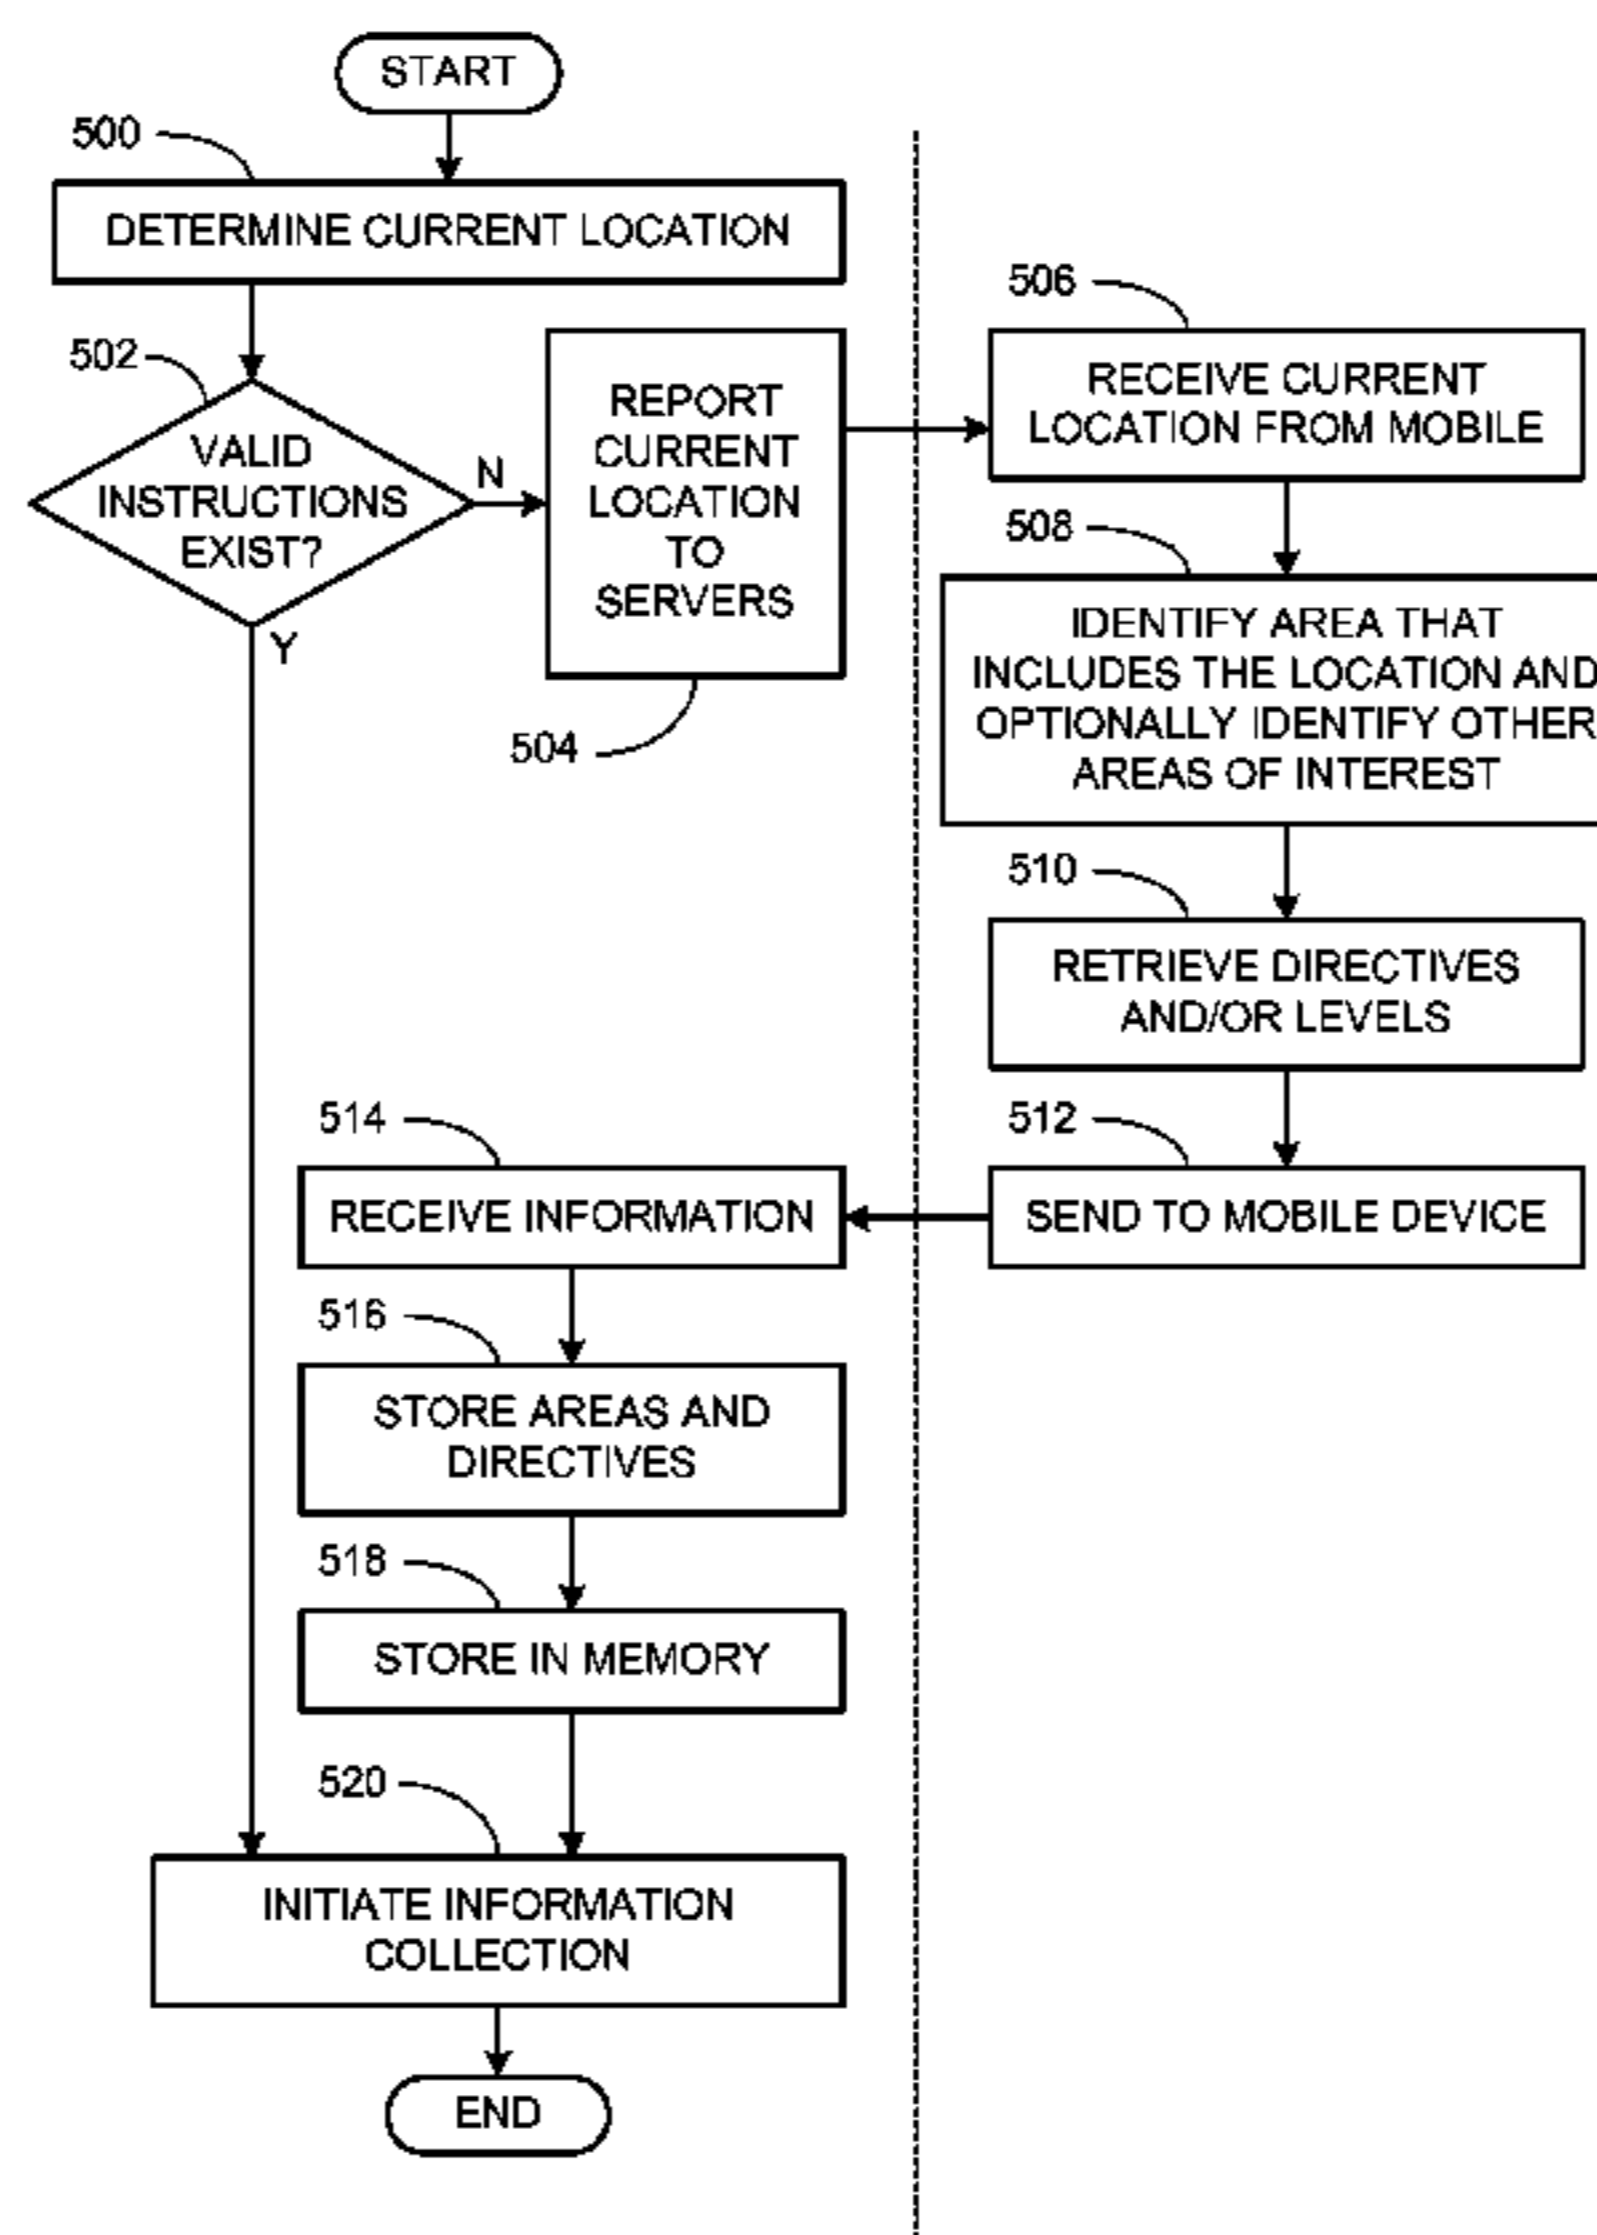 START
500
DETERMINE CURRENT LOCATION
502
VALID
INSTRUCTIONS
EXIST?
N
Y
REPORT
CURRENT
LOCATION
TO
SERVERS
504
506
RECEIVE CURRENT
LOCATION FROM MOBILE
508
IDENTIFY AREA THAT
INCLUDES THE LOCATION AND
OPTIONALLY IDENTIFY OTHER
AREAS OF INTEREST
510
RETRIEVE DIRECTIVES
AND/OR LEVELS
512
SEND TO MOBILE DEVICE
514
RECEIVE INFORMATION
516
STORE AREAS AND
DIRECTIVES
518
STORE IN MEMORY
520
INITIATE INFORMATION
COLLECTION
END